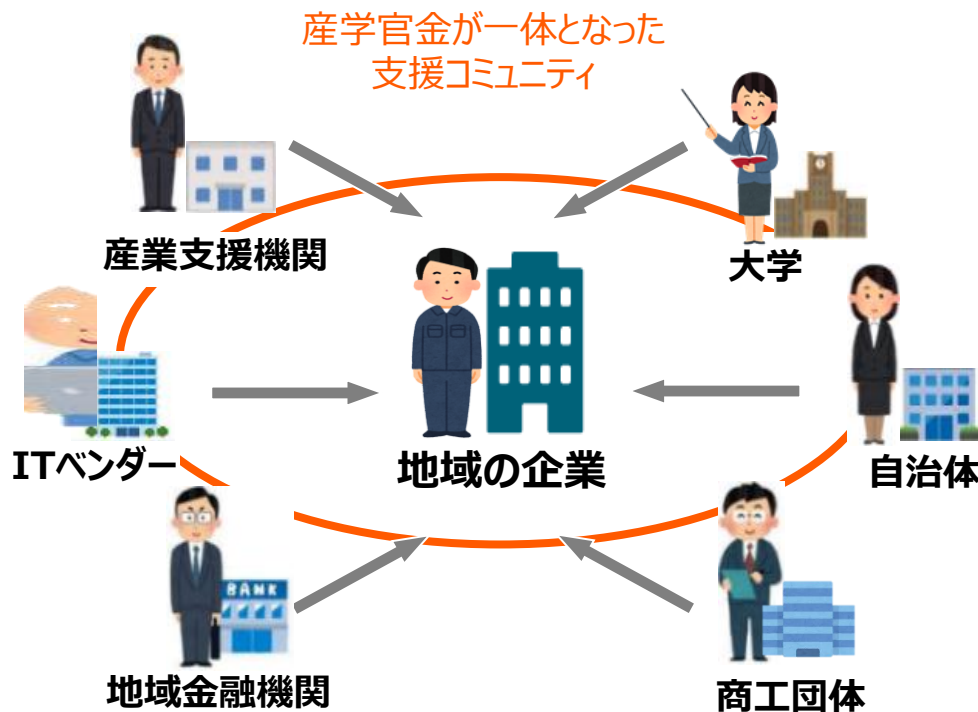 産学官金が一体となった
支援コミュニティ
産業支援機関
大学
ITベンダー
地域の企業
自治体
BANK
地域金融機関
商工団体